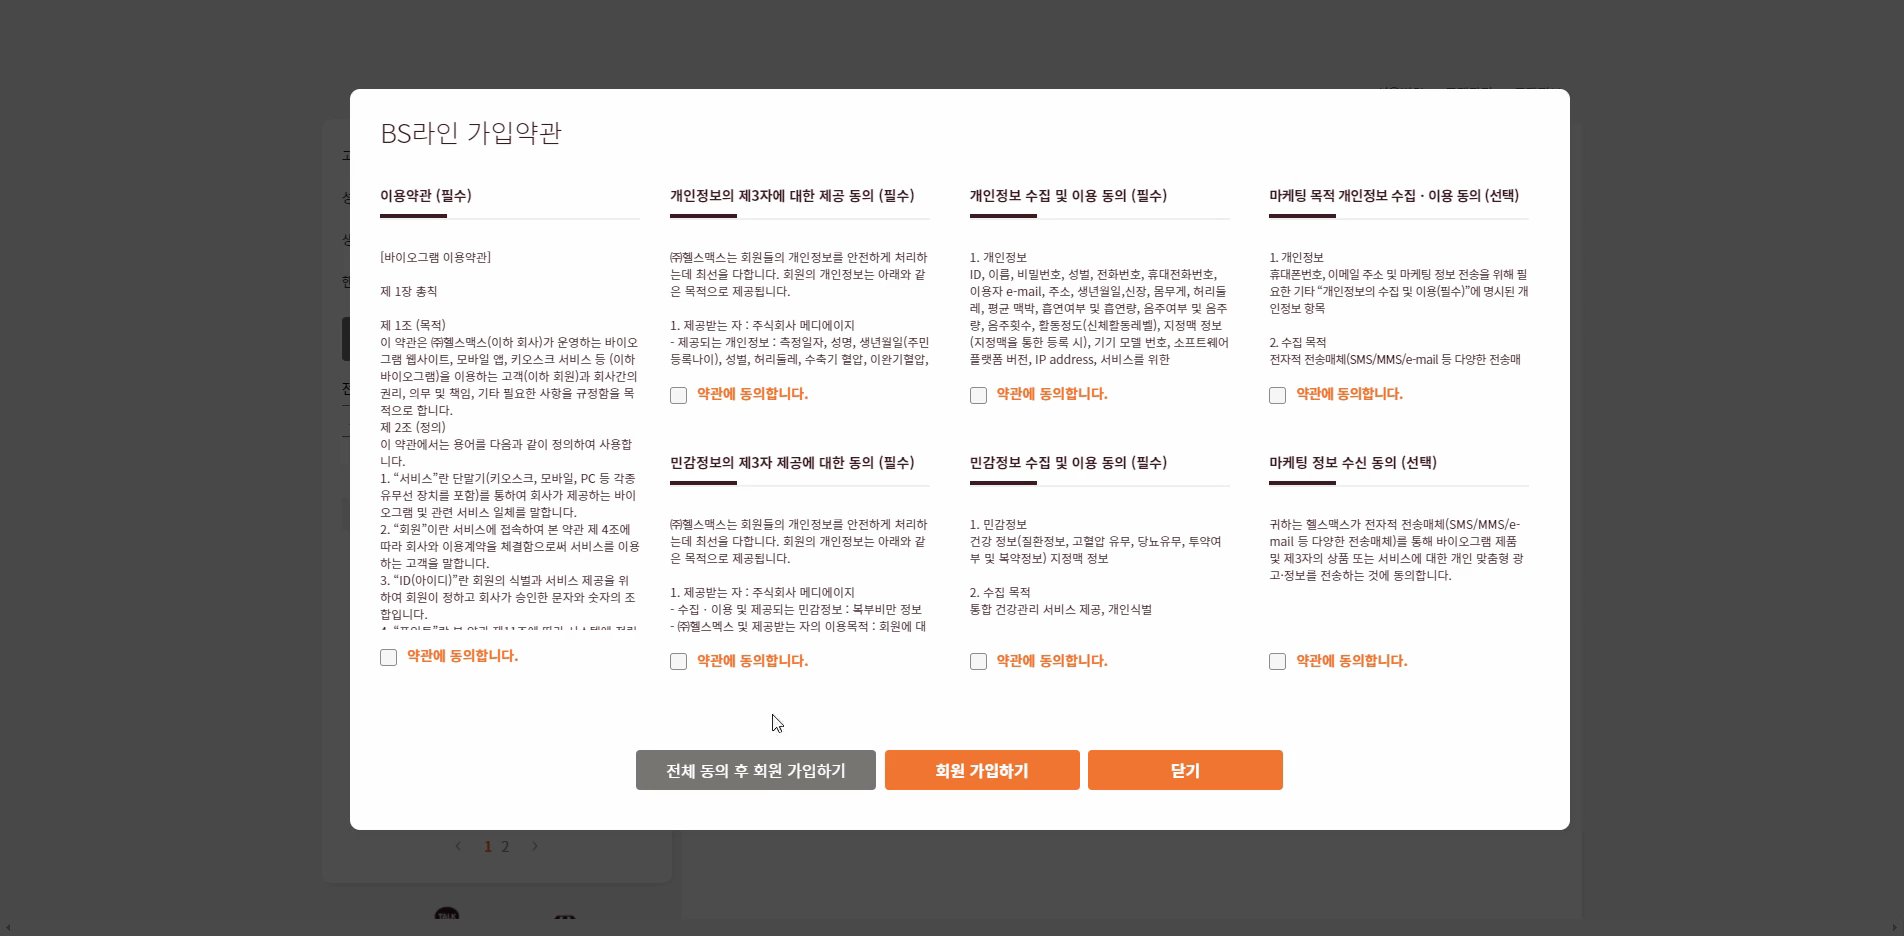 BS라인 가입약관
이용약관 (필수)
[바이오그램 이용약관]
제 1장 총칙
제 1조 (목적)
이 약관은 ㈜헬스맥스(이하 회사)가 운영하는 바이오
그램 웹사이트, 모바일 앱, 키오스크 서비스 등 (이하
바이오그램)을 이용하는 고객(이하 회원)과 회사간의
권리, 의무 및 책임, 기타 필요한 사항을 규정함을 목
적으로 합니다.
제 2조 (정의)
이 약관에서는 용어를 다음과 같이 정의하여 사용합
니다.
1. “서비스”란 단말기(키오스크, 모바일, PC 등 각종
유무선 장치를 포함)를 통하여 회사가 제공하는 바이
오그램 및 관련 서비스 일체를 말합니다.
2. “회원”이란 서비스에 접속하여 본 약관 제 4조에
따라 회사와 이용계약을 체결함으로써 서비스를 이용
하는 고객을 말합니다.
3. “ID(아이디)”란 회원의 식별과 서비스 제공을 위
하여 회원이 정하고 회사가 승인한 문자와 숫자의 조
합입니다.
약관에 동의합니다.
개인정보의 제3자에 대한 제공 동의 (필수)
㈜헬스맥스는 회원들의 개인정보를 안전하게 처리하
는데 최선을 다합니다. 회원의 개인정보는 아래와 같
은 목적으로 제공됩니다.
1. 제공받는 자 : 주식회사 메디에이지
- 제공되는 개인정보 : 측정일자, 성명, 생년월일(주민
등록나이), 성별, 허리둘레, 수축기 혈압, 이완기혈압,
약관에 동의합니다.
개인정보 수집 및 이용 동의 (필수)
1. 개인정보
ID, 이름, 비밀번호, 성별, 전화번호, 휴대전화번호,
이용자 e-mail, 주소, 생년월일,신장, 몸무게, 허리둘
레, 평균 맥박, 흡연여부 및 흡연량, 음주여부 및 음주
량, 음주횟수, 활동정도(신체활동레벨), 지정맥 정보
(지정맥을 통한 등록 시), 기기 모델 번호, 소프트웨어
플랫폼 버전, IP address, 서비스를 위한
약관에 동의합니다.
마케팅 목적 개인정보 수집 · 이용 동의 (선택)
1. 개인정보
휴대폰번호, 이메일 주소 및 마케팅 정보 전송을 위해 필
요한 기타 “개인정보의 수집 및 이용(필수)”에 명시된 개
인정보 항목
2. 수집 목적
전자적 전송매체(SMS/MMS/e-mail 등 다양한 전송매
약관에 동의합니다.
민감정보의 제3자 제공에 대한 동의 (필수)
㈜헬스맥스는 회원들의 개인정보를 안전하게 처리하
는데 최선을 다합니다. 회원의 개인정보는 아래와 같
은 목적으로 제공됩니다.
1. 제공받는 자 : 주식회사 메디에이지
- 수집 · 이용 및 제공되는 민감정보 : 복부비만 정보
- ㈜헬스멕스 및 제공받는 자의 이용목적 : 회원에 대
약관에 동의합니다.
민감정보 수집 및 이용 동의 (필수)
1. 민감정보
건강 정보(질환정보, 고혈압 유무, 당뇨유무, 투약여
부 및 복약정보) 지정맥 정보
2. 수집 목적
통합 건강관리 서비스 제공, 개인식별
약관에 동의합니다.
마케팅 정보 수신 동의 (선택)
귀하는 헬스맥스가 전자적 전송매체(SMS/MMS/e-
mail 등 다양한 전송매체)를 통해 바이오그램 제품
및 제3자의 상품 또는 서비스에 대한 개인 맞춤형 광
고·정보를 전송하는 것에 동의합니다.
약관에 동의합니다.
전체 동의 후 회원 가입하기
회원 가입하기
닫기
1 2
TALK